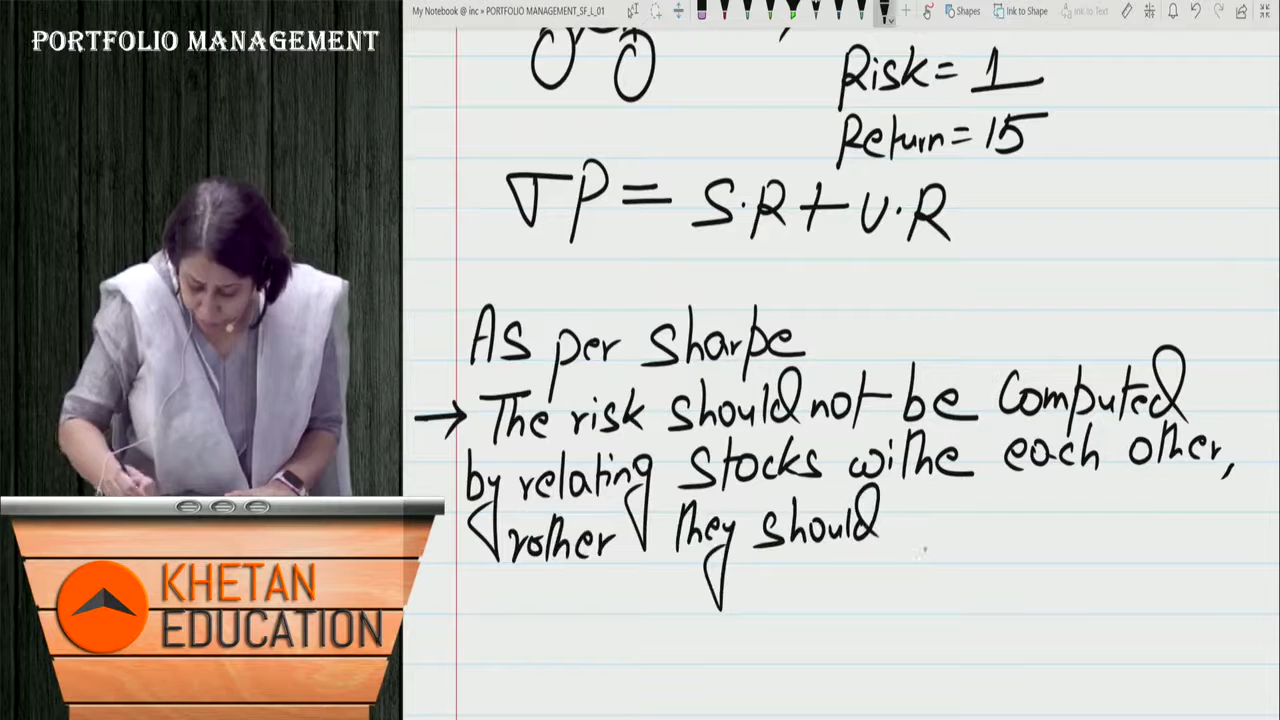 My Notebook @ inc » PORTFOLIO MANAGEMENT_SF_L_01
Shapes
Ink to Shape
Ink to Text
PORTFOLIO MANAGEMENT
Risk = 1
Return = 15
σP = S.R + U.R
As per Sharpe
→ The risk should not be computed
by relating stocks withe each other,
rather they should
KHETAN
EDUCATION